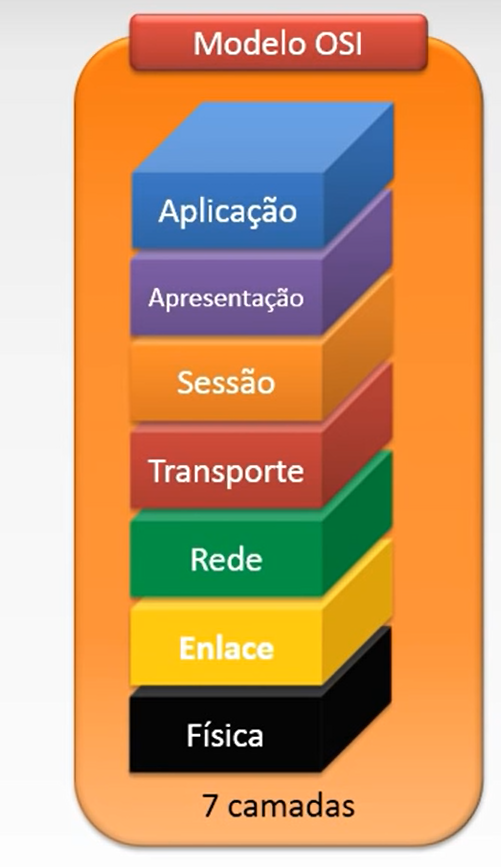 Modelo OSI
Aplicação
Apresentação
Sessão
Transporte
Rede
Enlace
Física
7 camadas